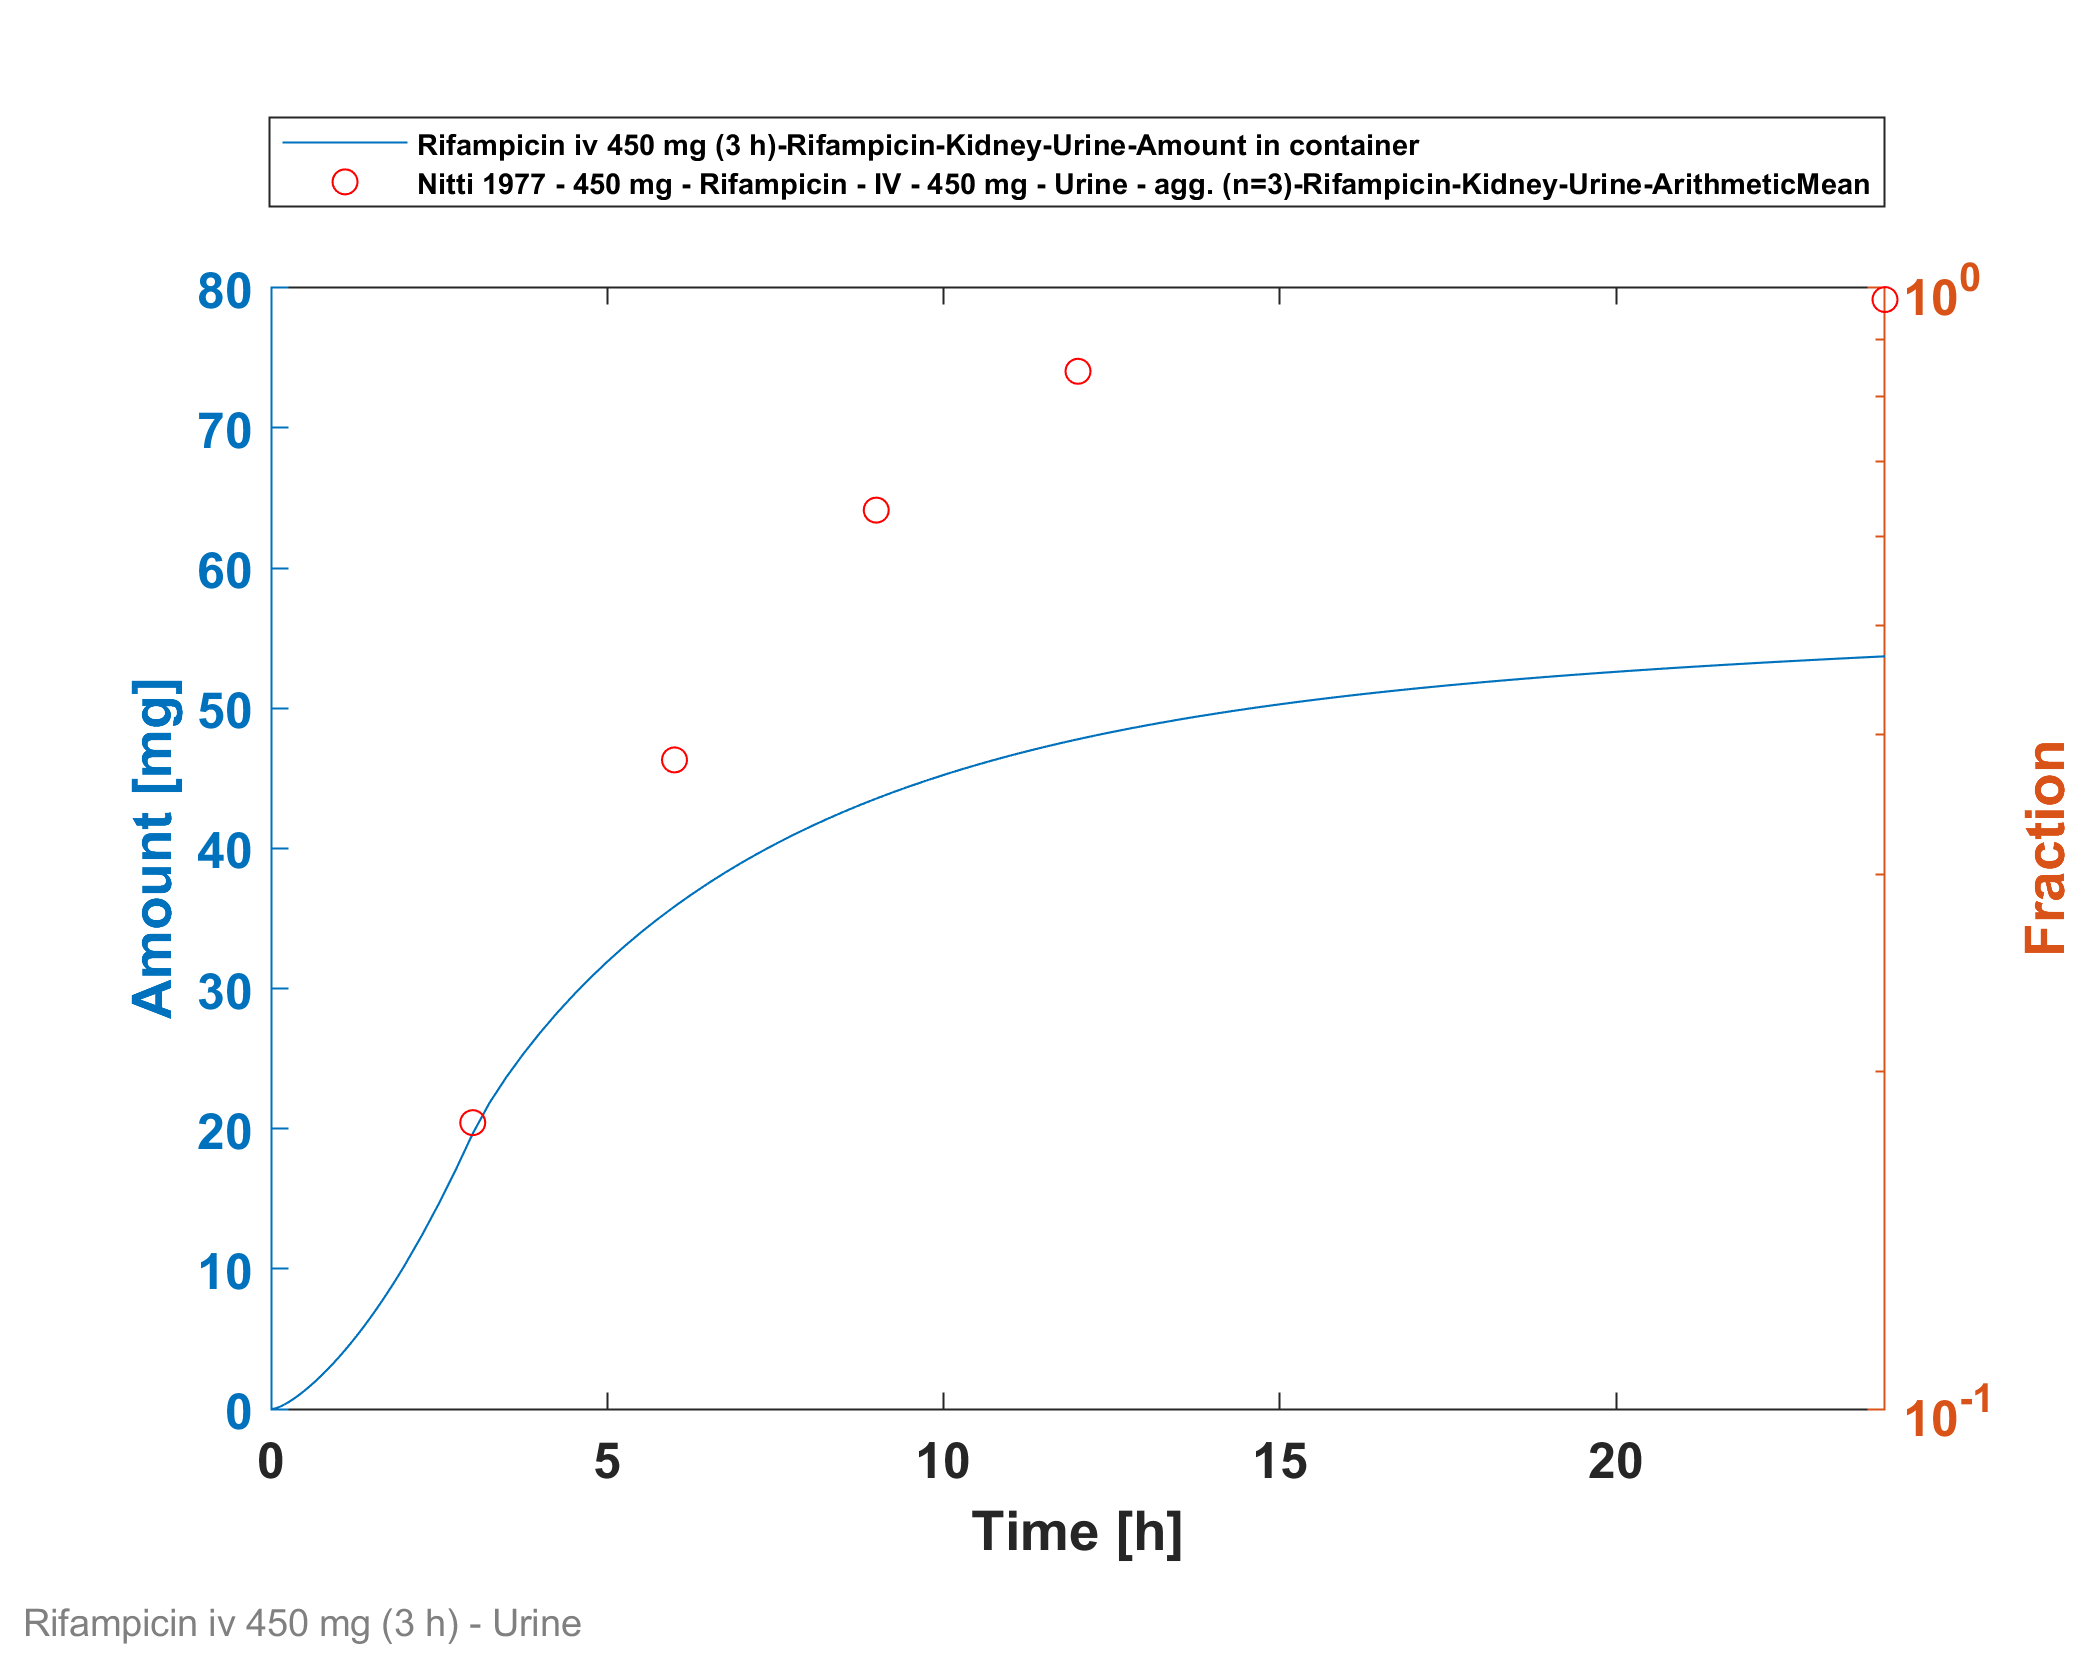 Rifampicin iv 450 mg (3 h)-Rifampicin-Kidney-Urine-Amount in container
Nitti 1977 - 450 mg - Rifampicin - IV - 450 mg - Urine - agg. (n=3)-Rifampicin-Kidney-Urine-ArithmeticMean
80
70
60
50
40
30
20
10
0
Amount [mg]
10^0
10^-1
Fraction
0 5 10 15 20
Time [h]
Rifampicin iv 450 mg (3 h) - Urine